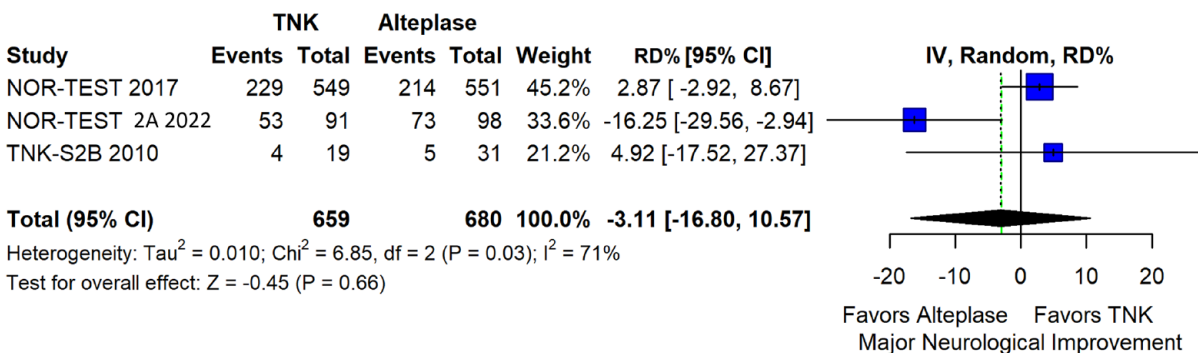 TNK Alteplase
Study Events Total Events Total Weight RD% [95% CI] IV, Random, RD%
NOR-TEST 2017 229 549 214 551 45.2% 2.87 [ -2.92, 8.67]
NOR-TEST 2A 2022 53 91 73 98 33.6% -16.25 [-29.56, -2.94]
TNK-S2B 2010 4 19 5 31 21.2% 4.92 [-17.52, 27.37]
Total (95% CI) 659 680 100.0% -3.11 [-16.80, 10.57]
Heterogeneity: Tau² = 0.010; Chi² = 6.85, df = 2 (P = 0.03); I² = 71%
Test for overall effect: Z = -0.45 (P = 0.66)
-20 -10 0 10 20
Favors Alteplase Favors TNK
Major Neurological Improvement